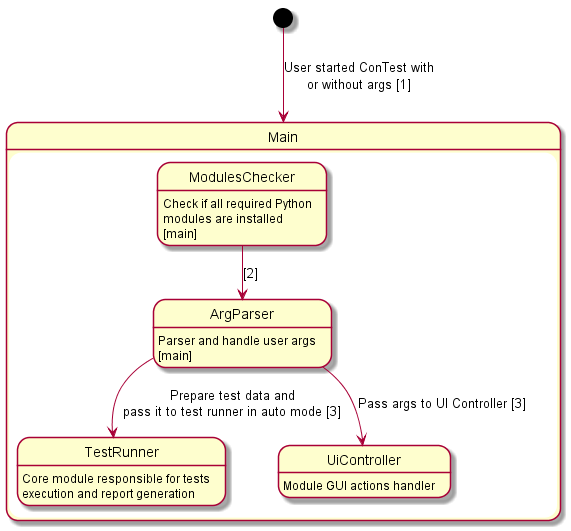 User started ConTest with
or without args [1]
Main
ModulesChecker
Check if all required Python
modules are installed
[main]
[2]
ArgParser
Parser and handle user args
[main]
Prepare test data and
pass it to test runner in auto mode [3]
Pass args to UI Controller [3]
TestRunner
Core module responsible for tests
execution and report generation
UiController
Module GUI actions handler